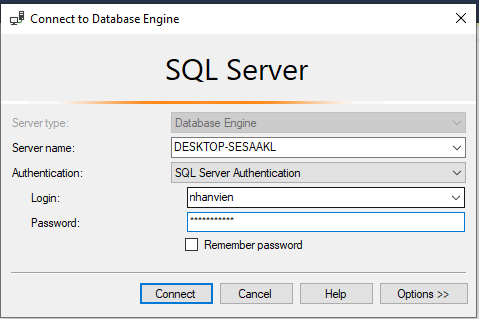 Connect to Database Engine
SQL Server
Server type: Database Engine
Server name: DESKTOP-SESAAKL
Authentication: SQL Server Authentication
Login: nhanvien
Password: ***********
Remember password
Connect Cancel Help Options >>